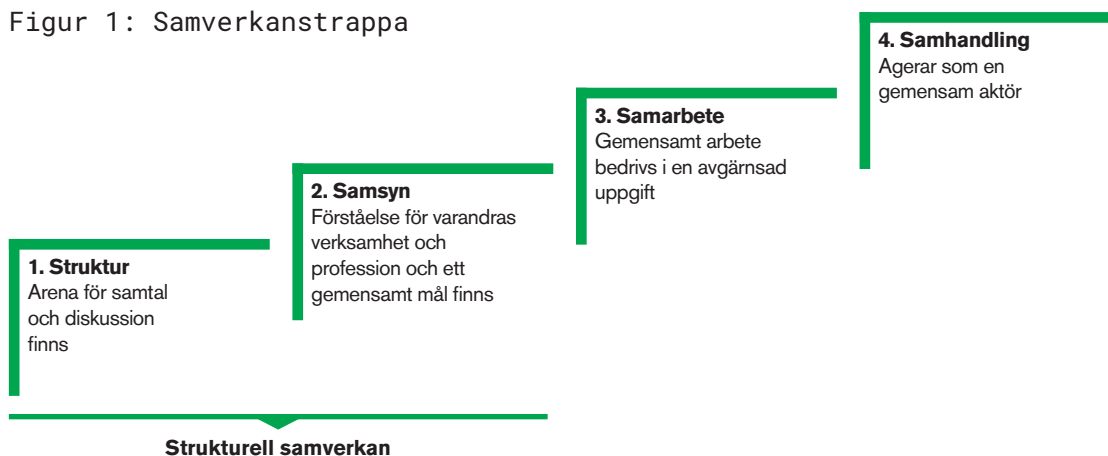 Figur 1: Samverkanstrappa
1. Struktur
Arena för samtal
och diskussion
finns
2. Samsyn
Förståelse för varandras
verksamhet och
profession och ett
gemensamt mål finns
3. Samarbete
Gemensamt arbete
bedrivs i en avgärnsad
uppgift
4. Samhandling
Agerar som en
gemensam aktör
Strukturell samverkan